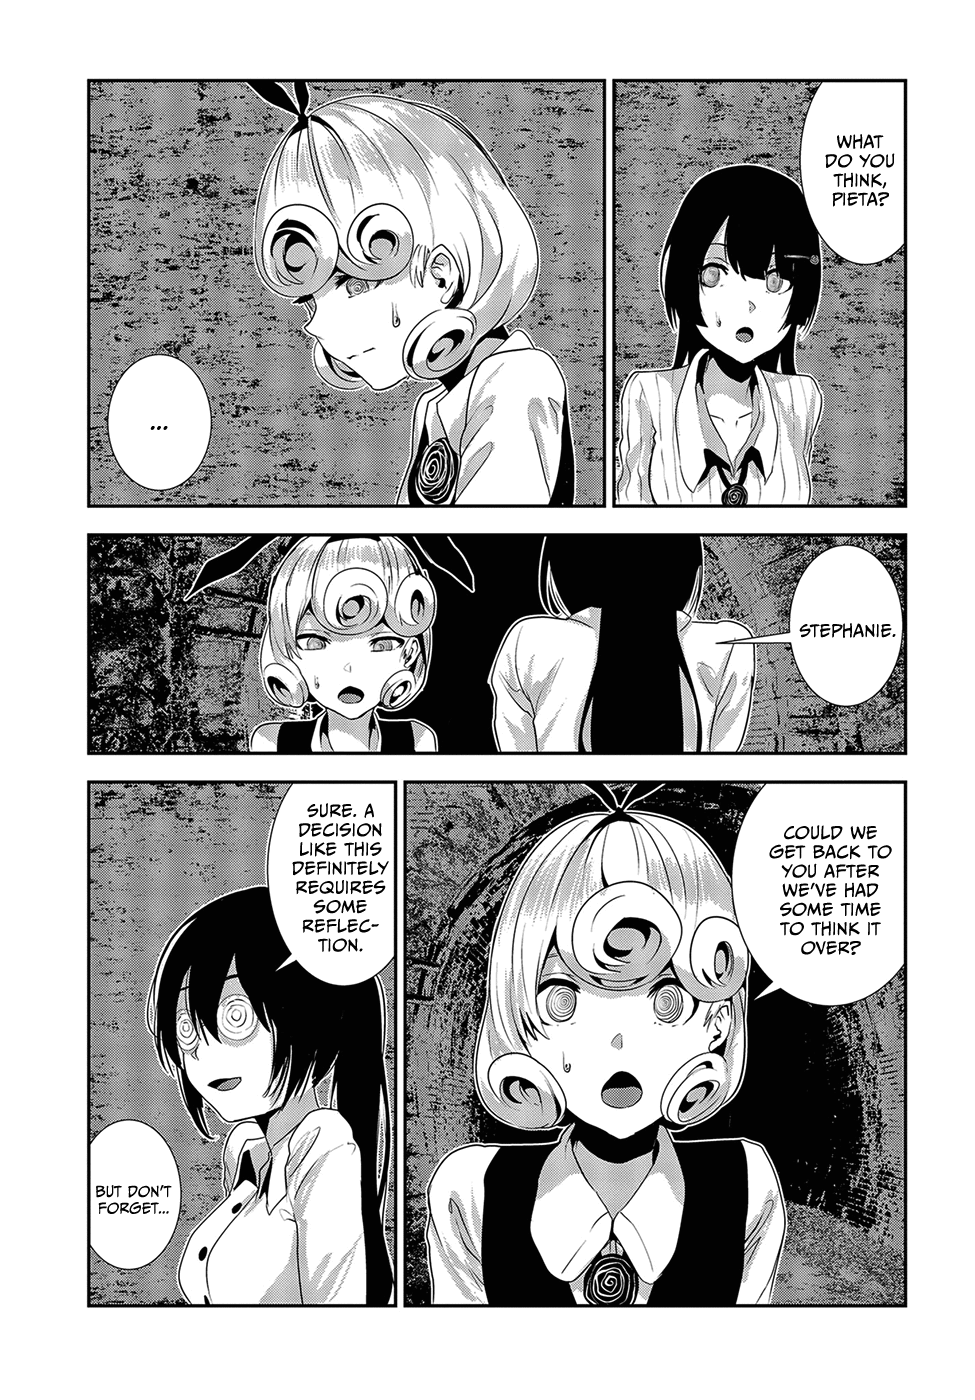 WHAT
DO YOU
THINK,
PIETA?
...
STEPHANIE.
COULD WE
GET BACK TO
YOU AFTER
WE'VE HAD
SOME TIME
TO THINK IT
OVER?
SURE. A
DECISION
LIKE THIS
DEFINITELY
REQUIRES
SOME
REFLEC-
TION.
BUT DON'T
FORGET...